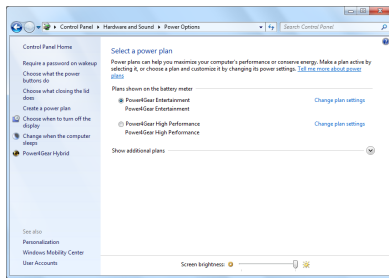 Control Panel ▸ Hardware and Sound ▸ Power Options
Search Control Panel
Control Panel Home
Require a password on wakeup
Choose what the power
buttons do
Choose what closing the lid
does
Create a power plan
Choose when to turn off the
display
Change when the computer
sleeps
Power4Gear Hybrid
See also
Personalization
Windows Mobility Center
User Accounts
Select a power plan
Power plans can help you maximize your computer's performance or conserve energy. Make a plan active by
selecting it, or choose a plan and customize it by changing its power settings. Tell me more about power
plans
Plans shown on the battery meter
Power4Gear Entertainment Change plan settings
Power4Gear Entertainment
Power4Gear High Performance Change plan settings
Power4Gear High Performance
Show additional plans
Screen brightness: